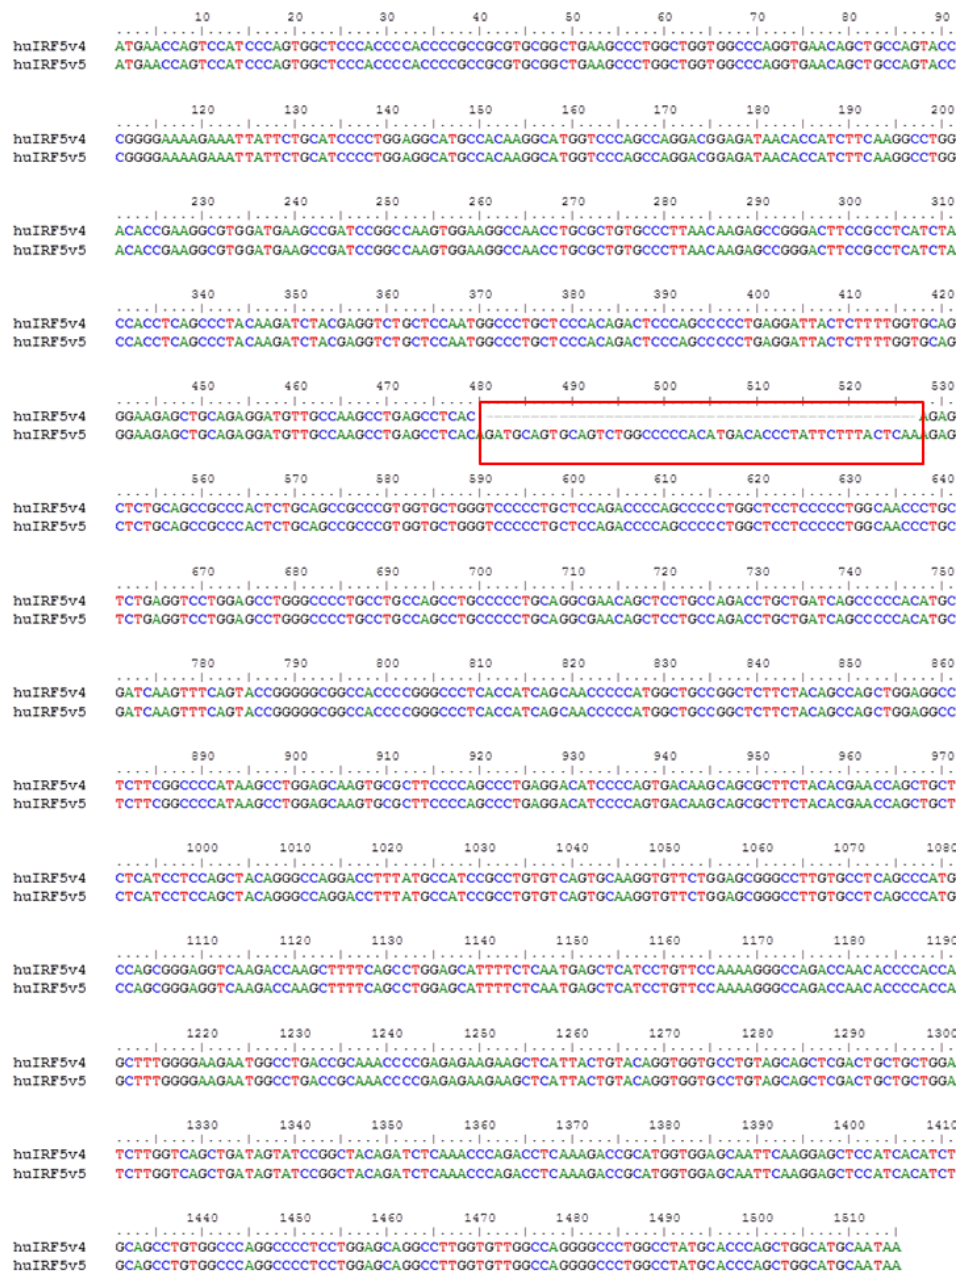 10 20 30 40 50 60 70 80 90
huIRF5v4 ATGAACCAGTCCATCCCAGTGGCTCCCACCCCACCCCGCCGCGTGCGGCTGAAGCCCTGGCTGGTGGCCCAGGTGAACAGCTGCCAGTACC
huIRF5v5 ATGAACCAGTCCATCCCAGTGGCTCCCACCCCACCCCGCCGCGTGCGGCTGAAGCCCTGGCTGGTGGCCCAGGTGAACAGCTGCCAGTACC
120 130 140 150 160 170 180 190 200
huIRF5v4 CGGGGAAAAGAAATTATTCTGCATCCCCTGGAGGCATGCCACAAGGCATGGTCCCAGCCAGGACGGAGATAACACCATCTTCAAGGCCTGG
huIRF5v5 CGGGGAAAAGAAATTATTCTGCATCCCCTGGAGGCATGCCACAAGGCATGGTCCCAGCCAGGACGGAGATAACACCATCTTCAAGGCCTGG
230 240 250 260 270 280 290 300 310
huIRF5v4 ACACCGAAGGCGTGGATGAAGCCGATCCGGCCAAGTGGAAGGCCAACCTGCGCTGTGCCCTTAACAAGAGCCGGGACTTCCGCCTCATCTA
huIRF5v5 ACACCGAAGGCGTGGATGAAGCCGATCCGGCCAAGTGGAAGGCCAACCTGCGCTGTGCCCTTAACAAGAGCCGGGACTTCCGCCTCATCTA
340 350 360 370 380 390 400 410 420
huIRF5v4 CCACCTCAGCCCTACAAGATCTACGAGGTCTGCTCCAATGGCCCTGCTCCCACAGACTCCCAGCCCCCTGAGGATTACTCTTTTGGTGCAG
huIRF5v5 CCACCTCAGCCCTACAAGATCTACGAGGTCTGCTCCAATGGCCCTGCTCCCACAGACTCCCAGCCCCCTGAGGATTACTCTTTTGGTGCAG
450 460 470 480 490 500 510 520 530
huIRF5v4 GGAAGAGCTGCAGAGGATGTTGCCAAGCCTGAGCCTCAC------------------------------------------------AGAG
huIRF5v5 GGAAGAGCTGCAGAGGATGTTGCCAAGCCTGAGCCTCACAGATGCAGTGCAGTCTGGCCCCCACATGACACCCTATTCTTTACTCAAAGAG
560 570 580 590 600 610 620 630 640
huIRF5v4 CTCTGCAGCCGCCCACTCTGCAGCCGCCCGTGGTGCTGGGTCCCCCTGCTCCAGACCCCAGCCCCCTGGCTCCTCCCCCTGGCAACCCTGC
huIRF5v5 CTCTGCAGCCGCCCACTCTGCAGCCGCCCGTGGTGCTGGGTCCCCCTGCTCCAGACCCCAGCCCCCTGGCTCCTCCCCCTGGCAACCCTGC
670 680 690 700 710 720 730 740 750
huIRF5v4 TCTGAGGTCCTGGAGCCTGGGCCCCTGCCTGCCAGCCTGCCCCCTGCAGGCGAACAGCTCCTGCCAGACCTGCTGATCAGCCCCCACATGC
huIRF5v5 TCTGAGGTCCTGGAGCCTGGGCCCCTGCCTGCCAGCCTGCCCCCTGCAGGCGAACAGCTCCTGCCAGACCTGCTGATCAGCCCCCACATGC
780 790 800 810 820 830 840 850 860
huIRF5v4 GATCAAGTTTCAGTACCGGGGGCGGCCACCCCGGGCCCTCACCATCAGCAACCCCCATGGCTGCCGGCTCTTCTACAGCCAGCTGGAGGCC
huIRF5v5 GATCAAGTTTCAGTACCGGGGGCGGCCACCCCGGGCCCTCACCATCAGCAACCCCCATGGCTGCCGGCTCTTCTACAGCCAGCTGGAGGCC
890 900 910 920 930 940 950 960 970
huIRF5v4 TCTTCGGCCCCATAAGCCTGGAGCAAGTGCGCTTCCCCAGCCCTGAGGACATCCCCAGTGACAAGCAGCGCTTCTACACGAACCAGCTGCT
huIRF5v5 TCTTCGGCCCCATAAGCCTGGAGCAAGTGCGCTTCCCCAGCCCTGAGGACATCCCCAGTGACAAGCAGCGCTTCTACACGAACCAGCTGCT
1000 1010 1020 1030 1040 1050 1060 1070 1080
huIRF5v4 CTCATCCTCCAGCTACAGGGCCAGGACCTTTATGCCATCCGCCTGTGTCAGTGCAAGGTGTTCTGGAGCGGGCCTTGTGCCTCAGCCCATG
huIRF5v5 CTCATCCTCCAGCTACAGGGCCAGGACCTTTATGCCATCCGCCTGTGTCAGTGCAAGGTGTTCTGGAGCGGGCCTTGTGCCTCAGCCCATG
1110 1120 1130 1140 1150 1160 1170 1180 1190
huIRF5v4 CCAGCGGGAGGTCAAGACCAAGCTTTTCAGCCTGGAGCATTTTCTCAATGAGCTCATCCTGTTCCAAAAGGGCCAGACCAACACCCCACCA
huIRF5v5 CCAGCGGGAGGTCAAGACCAAGCTTTTCAGCCTGGAGCATTTTCTCAATGAGCTCATCCTGTTCCAAAAGGGCCAGACCAACACCCCACCA
1220 1230 1240 1250 1260 1270 1280 1290 1300
huIRF5v4 GCTTTGGGGAAGAATGGCCTGACCGCAAACCCCGAGAGAAGAAGCTCATTACTGTACAGGTGGTGCCTGTAGCAGCTCGACTGCTGCTGGA
huIRF5v5 GCTTTGGGGAAGAATGGCCTGACCGCAAACCCCGAGAGAAGAAGCTCATTACTGTACAGGTGGTGCCTGTAGCAGCTCGACTGCTGCTGGA
1330 1340 1350 1360 1370 1380 1390 1400 1410
huIRF5v4 TCTTGGTCAGCTGATAGTATCCGGCTACAGATCTCAAACCCAGACCTCAAAGACCGCATGGTGGAGCAATTCAAGGAGCTCCATCACATCT
huIRF5v5 TCTTGGTCAGCTGATAGTATCCGGCTACAGATCTCAAACCCAGACCTCAAAGACCGCATGGTGGAGCAATTCAAGGAGCTCCATCACATCT
1440 1450 1460 1470 1480 1490 1500 1510
huIRF5v4 GCAGCCTGTGGCCCAGGCCCCTCCTGGAGCAGGCCTTGGTGTTGGCCAGGGGCCCTGGCCTATGCACCCAGCTGGCATGCAATAA
huIRF5v5 GCAGCCTGTGGCCCAGGCCCCTCCTGGAGCAGGCCTTGGTGTTGGCCAGGGGCCCTGGCCTATGCACCCAGCTGGCATGCAATAA